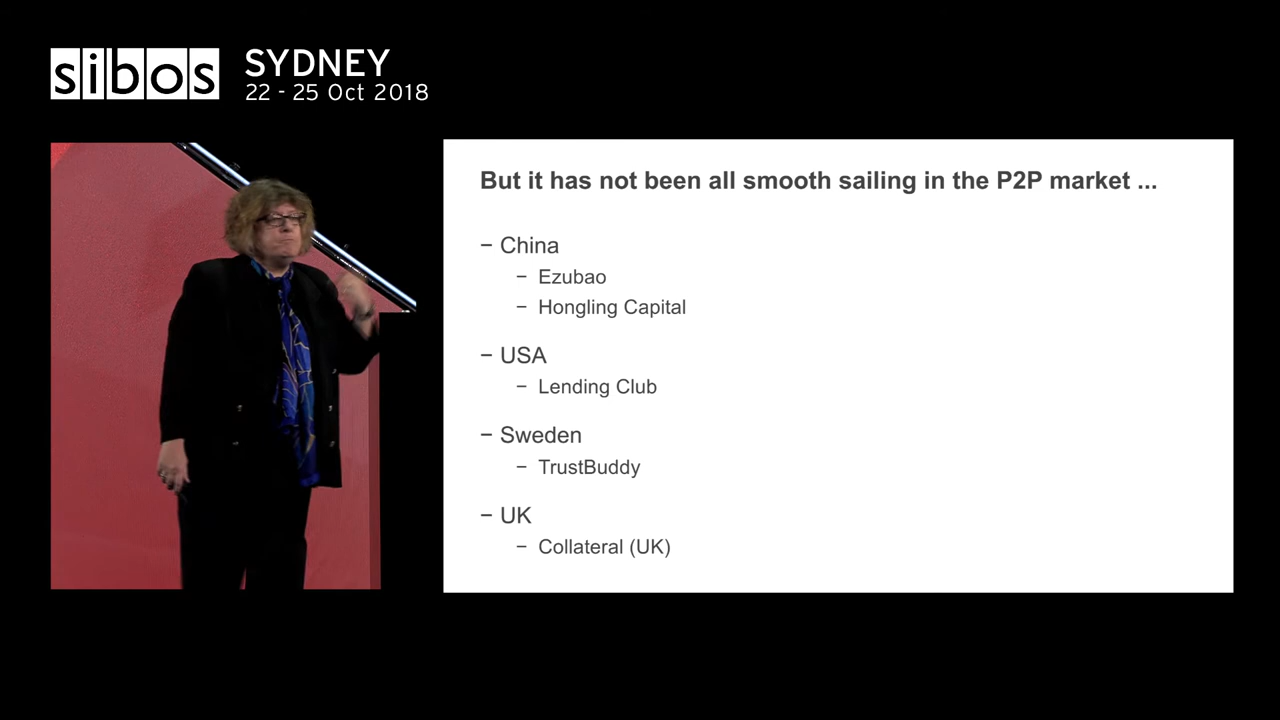 sibos
SYDNEY
22 - 25 Oct 2018
But it has not been all smooth sailing in the P2P market ...
− China
− Ezubao
− Hongling Capital
− USA
− Lending Club
− Sweden
− TrustBuddy
− UK
− Collateral (UK)